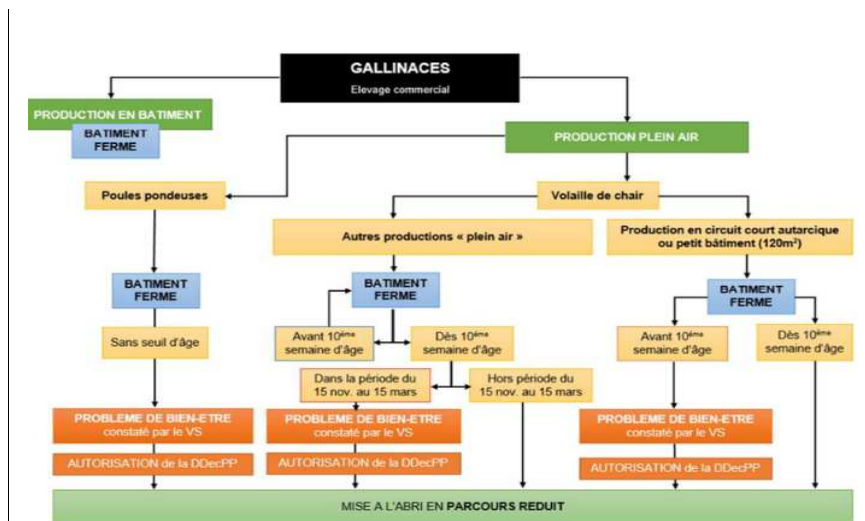 GALLINACES
Elevage commercial
PRODUCTION EN BATIMENT
BATIMENT
FERME
PRODUCTION PLEIN AIR
Poules pondeuses
Volaille de chair
Autres productions « plein air »
Production en circuit court autarcique
ou petit bâtiment (120m²)
BATIMENT
FERME
BATIMENT
FERME
BATIMENT
FERME
Sans seuil d'âge
Avant 10ème
semaine d'âge
Dès 10ème
semaine d'âge
Avant 10ème
semaine d'âge
Dès 10ème
semaine d'âge
Dans la période du
15 nov. au 15 mars
Hors période du
15 nov. au 15 mars
PROBLEME DE BIEN-ETRE
constaté par le VS
PROBLEME DE BIEN-ETRE
constaté par le VS
PROBLEME DE BIEN-ETRE
constaté par le VS
AUTORISATION de la DDecPP
AUTORISATION de la DDecPP
AUTORISATION de la DDecPP
MISE A L'ABRI EN PARCOURS REDUIT